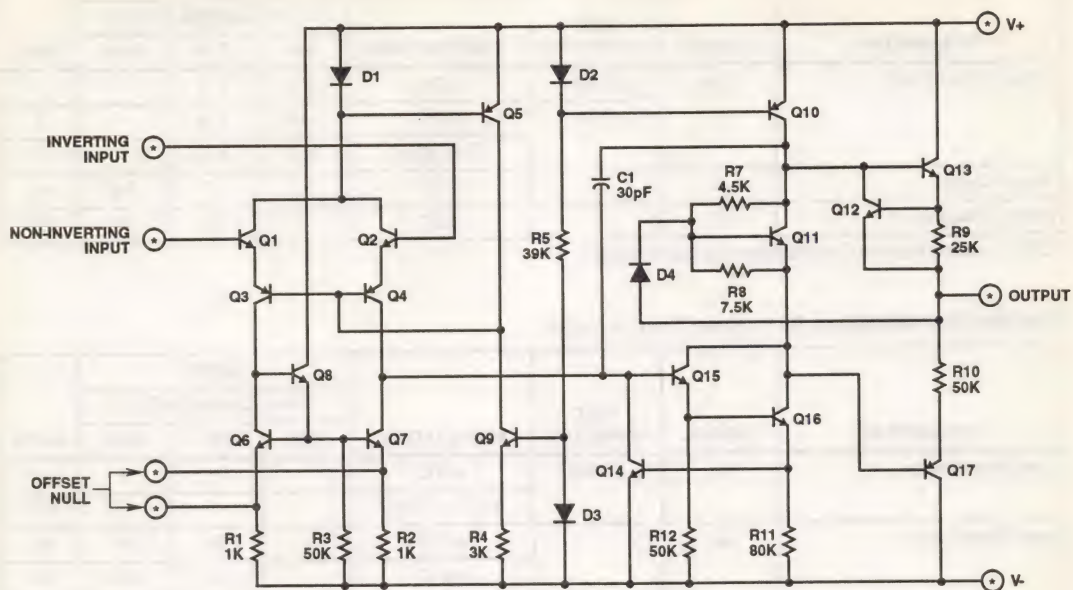 V+
D1
D2
Q5
Q10
INVERTING
INPUT
C1
30pF
R7
4.5K
Q13
Q12
NON-INVERTING
INPUT
Q1
Q2
R5
39K
Q11
R9
25K
D4
R8
7.5K
OUTPUT
Q3
Q4
Q8
Q15
R10
50K
Q16
Q6
Q7
Q9
Q14
Q17
OFFSET
NULL
D3
R1
1K
R3
50K
R2
1K
R4
3K
R12
50K
R11
80K
V-